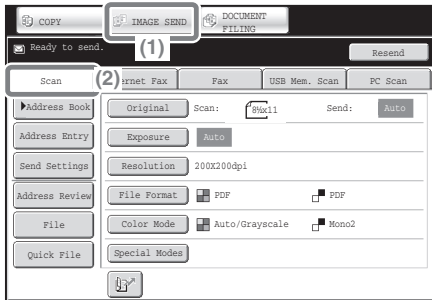 COPY
IMAGE SEND
DOCUMENT
FILING
Ready to send.
(1)
Resend
Scan
(2)
ernet Fax
Fax
USB Mem. Scan
PC Scan
Address Book
Original
Scan:
8½x11
Send:
Auto
Address Entry
Exposure
Auto
Send Settings
Resolution
200X200dpi
Address Review
File Format
PDF
PDF
File
Color Mode
Auto/Grayscale
Mono2
Quick File
Special Modes